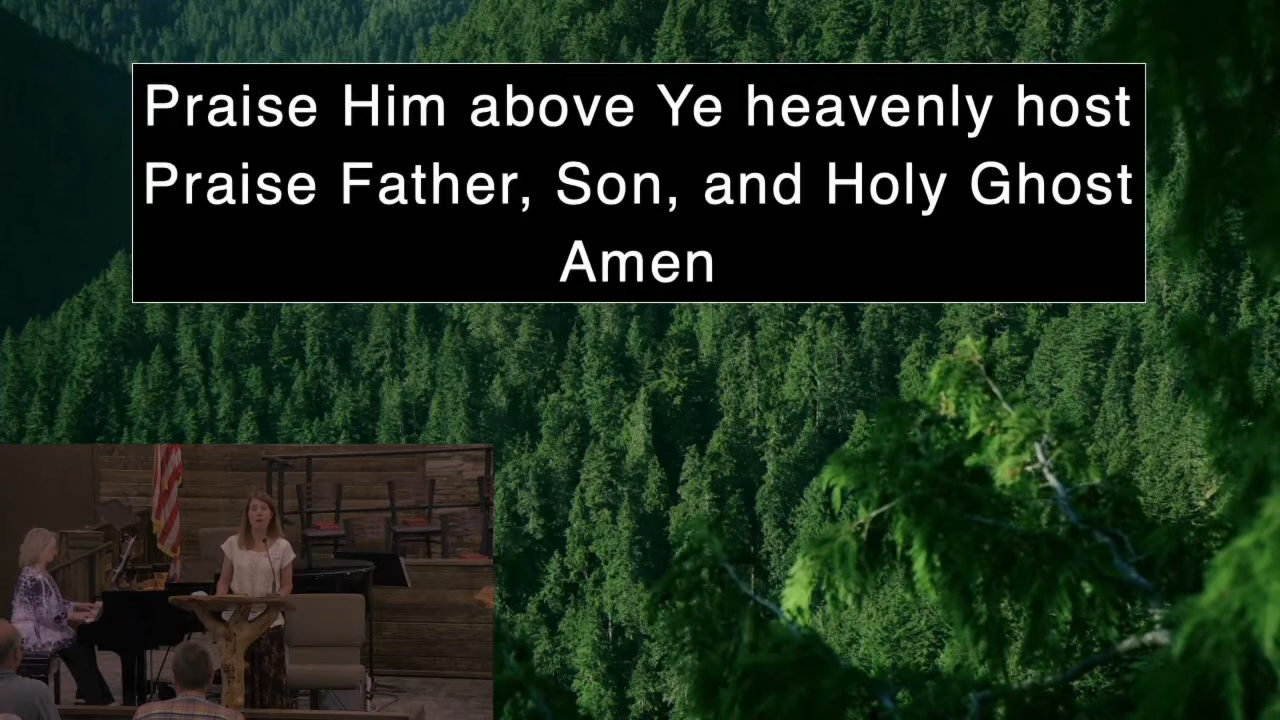 Praise Him above Ye heavenly host
Praise Father, Son, and Holy Ghost
Amen